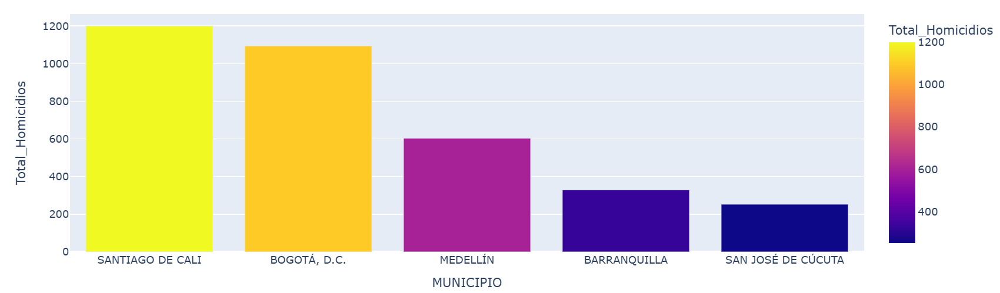 Total_Homicidios
1200
1000
800
600
400
200
0
SANTIAGO DE CALI
BOGOTÁ, D.C.
MEDELLÍN
BARRANQUILLA
SAN JOSÉ DE CÚCUTA
MUNICIPIO
Total_Homicidios
1200
1000
800
600
400